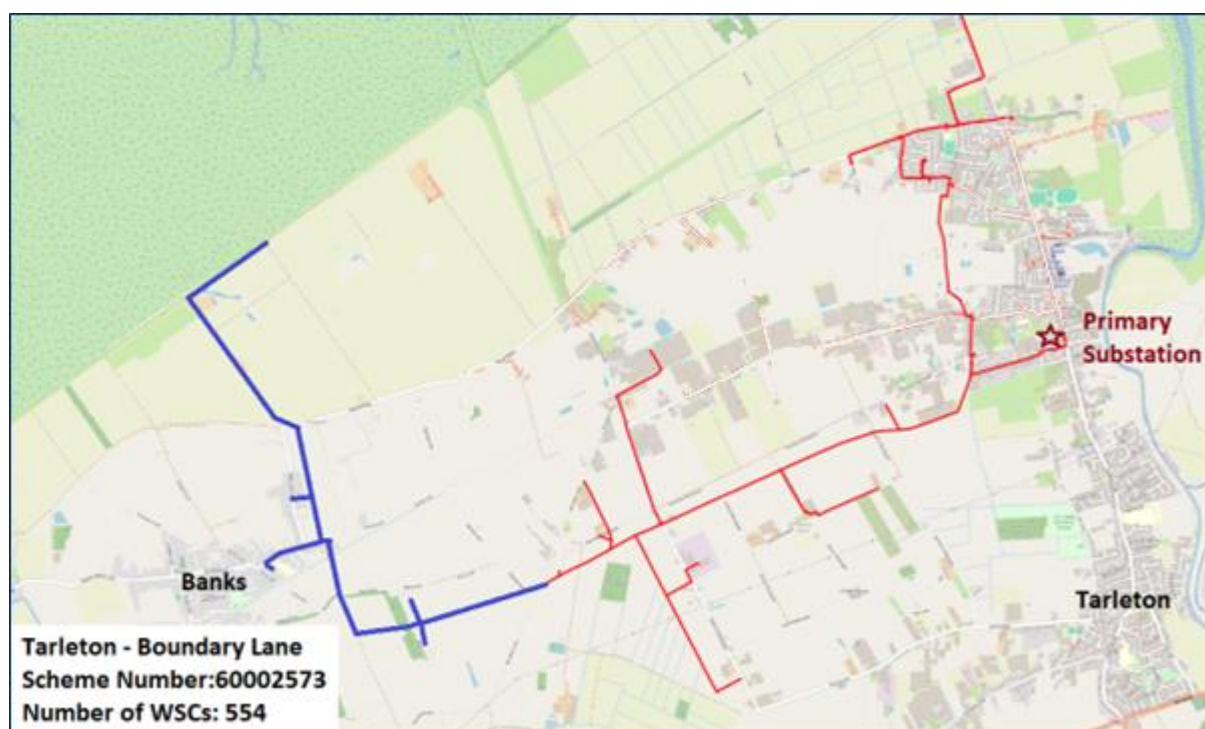 Primary
Substation
Banks
Tarleton
Tarleton - Boundary Lane
Scheme Number:60002573
Number of WSCs: 554